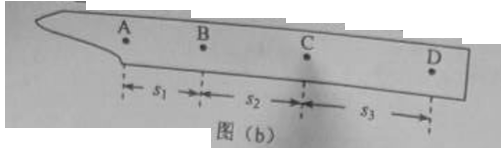 A B C D
s₁ s₂ s₃
图（b）